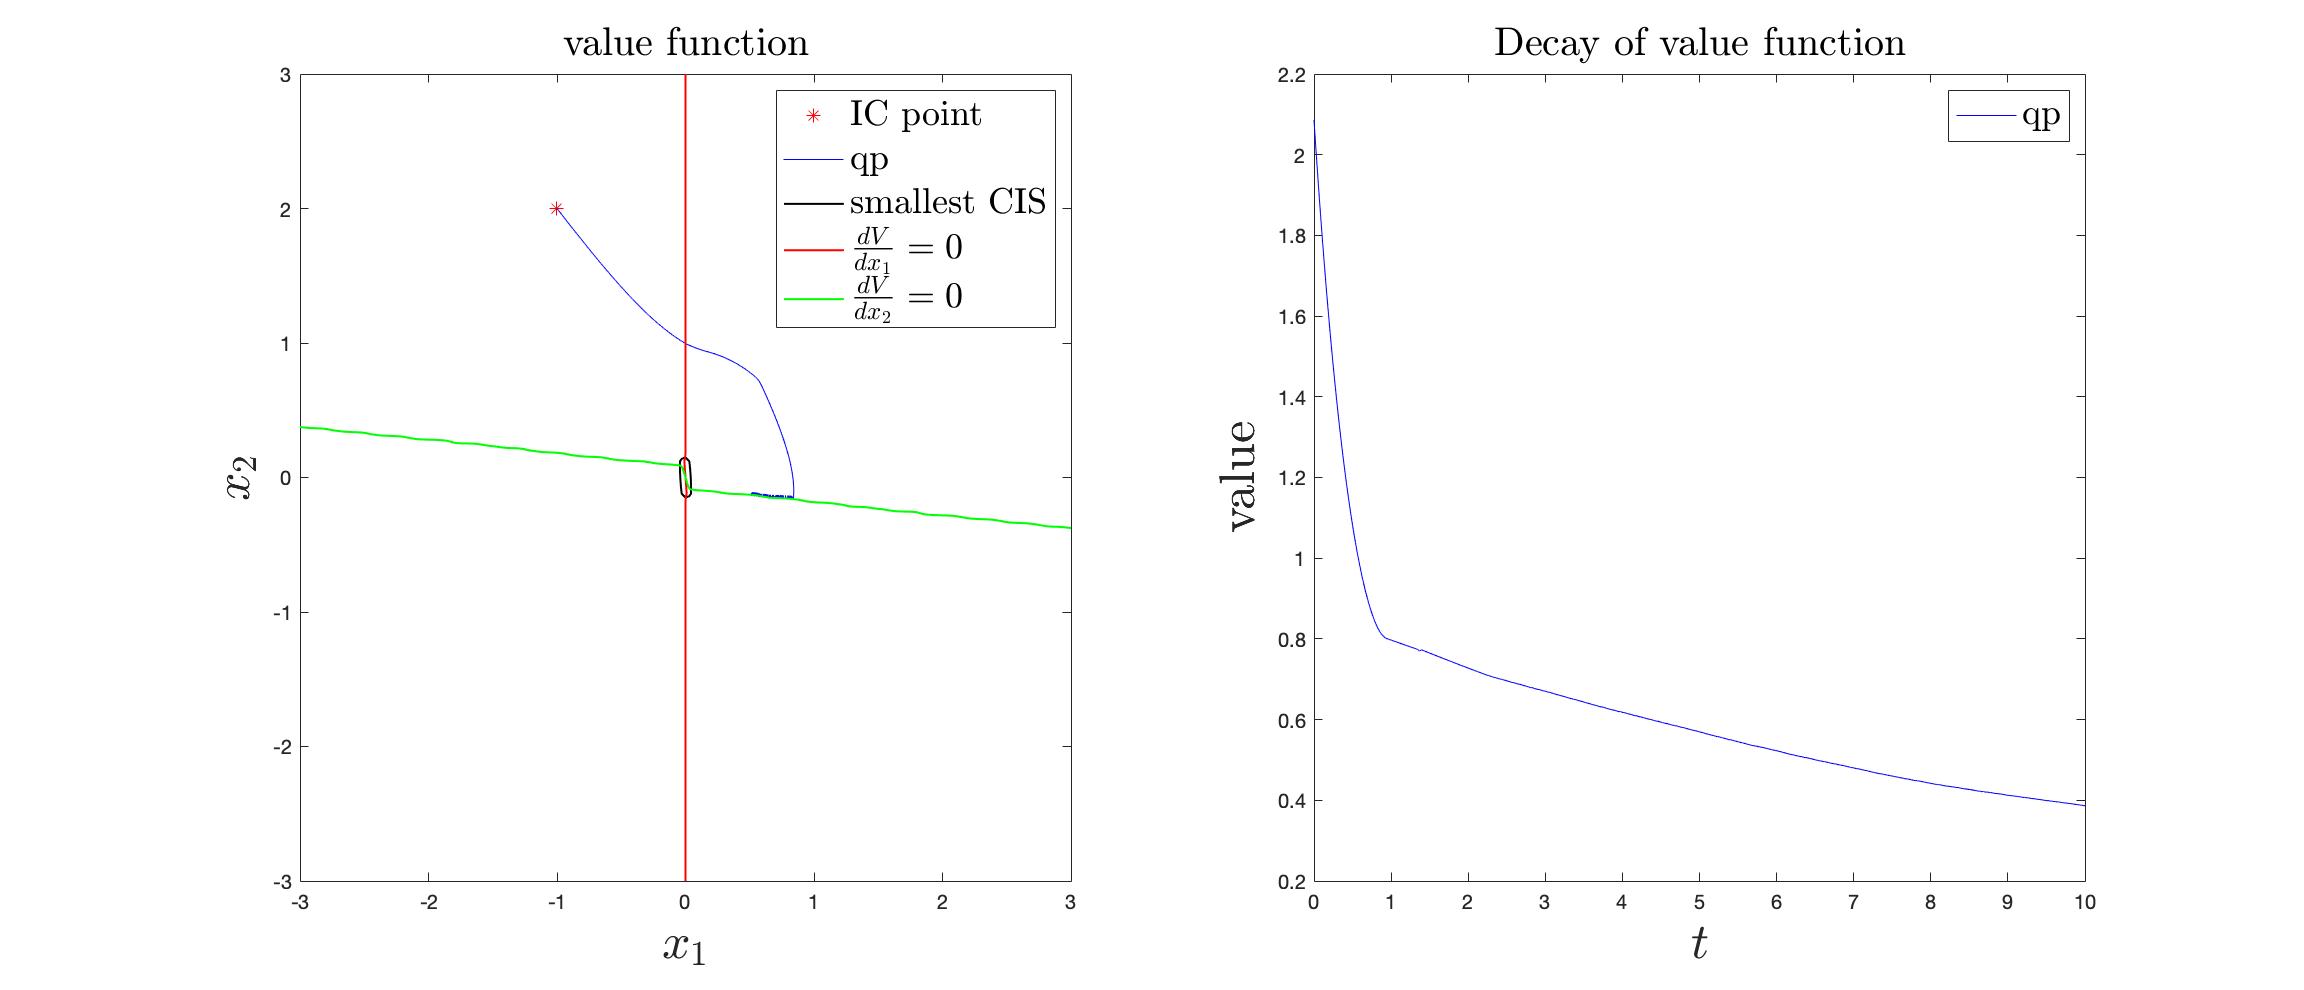 value function
3
2
1
0
-1
-2
-3
-3 -2 -1 0 1 2 3
x₂
x₁
IC point
qp
smallest CIS
dV/dx₁ = 0
dV/dx₂ = 0
Decay of value function
2.2
2
1.8
1.6
1.4
1.2
1
0.8
0.6
0.4
0.2
0 1 2 3 4 5 6 7 8 9 10
value
t
qp